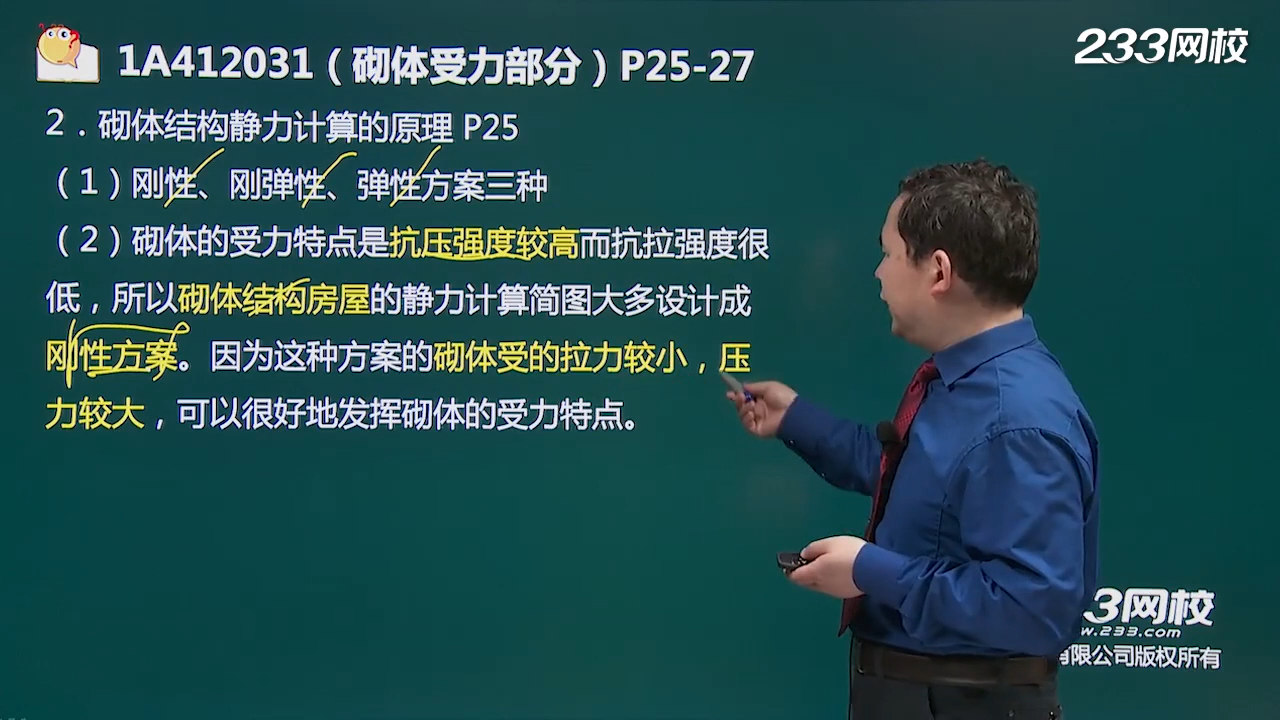 1A412031（砌体受力部分）P25-27
233网校
2．砌体结构静力计算的原理 P25
（1）刚性、刚弹性、弹性方案三种
（2）砌体的受力特点是抗压强度较高而抗拉强度很
低，所以砌体结构房屋的静力计算简图大多设计成
刚性方案。因为这种方案的砌体受的拉力较小，压
力较大，可以很好地发挥砌体的受力特点。
3网校
w.233.com
有限公司版权所有